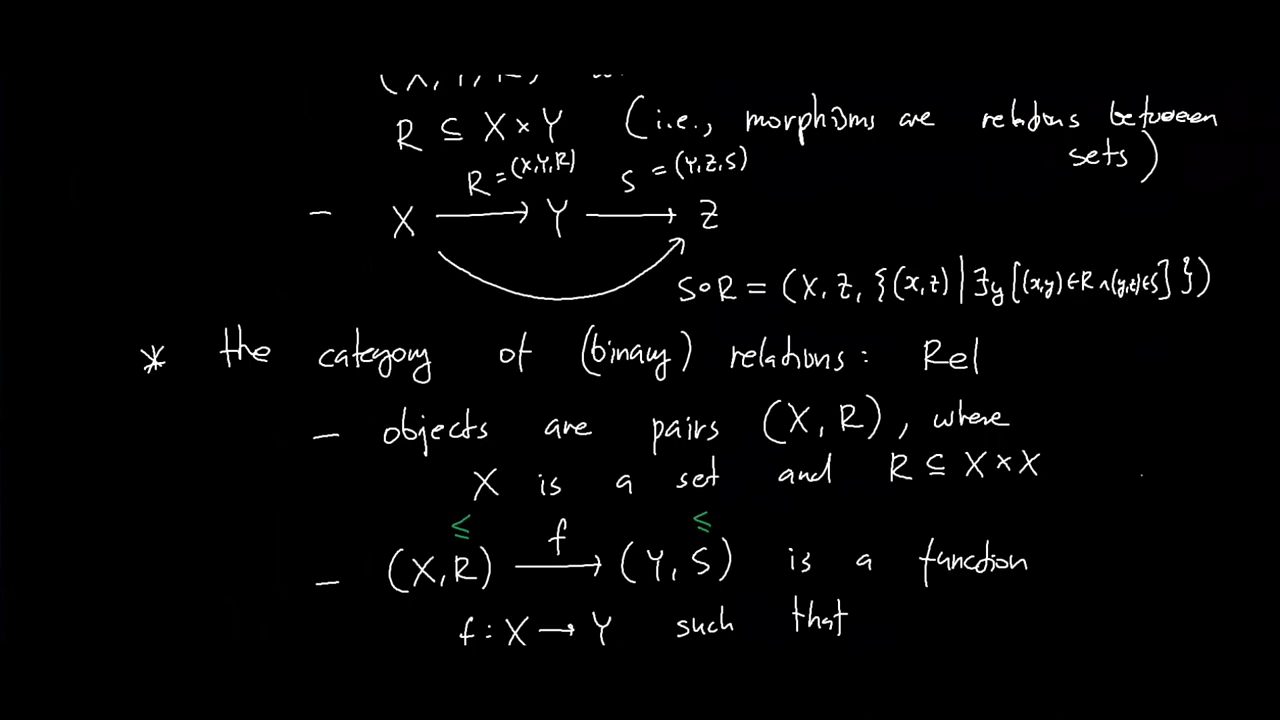 R ⊆ X × Y (i.e., morphisms are relations between
sets)
R = (X,Y,R) S = (Y,Z,S)
– X ⟶ Y ⟶ Z
S∘R = (X, Z, {(x,z) | ∃y[(x,y)∈R ∧ (y,z)∈S]})
* the category of (binary) relations: Rel
– objects are pairs (X, R), where
X is a set and R ⊆ X × X
≤ f ≤
– (X,R) ⟶ (Y,S) is a function
f: X → Y such that